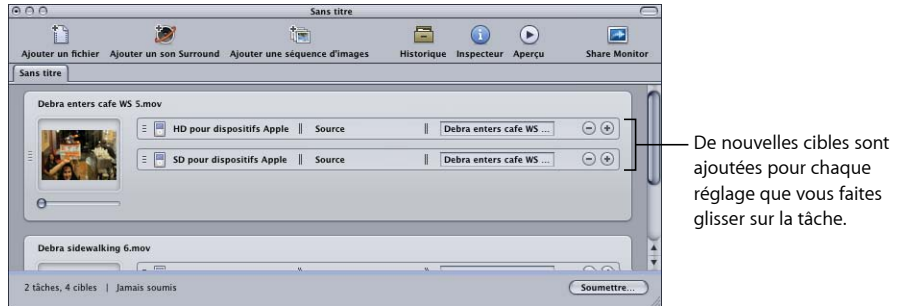 Sans titre
Ajouter un fichier Ajouter un son Surround Ajouter une séquence d'images Historique Inspecteur Aperçu Share Monitor
Sans titre
Debra enters cafe WS 5.mov
HD pour dispositifs Apple Source Debra enters cafe WS ...
SD pour dispositifs Apple Source Debra enters cafe WS ...
De nouvelles cibles sont
ajoutées pour chaque
réglage que vous faites
glisser sur la tâche.
Debra sidewalking 6.mov
2 tâches, 4 cibles | Jamais soumis
Soumettre...